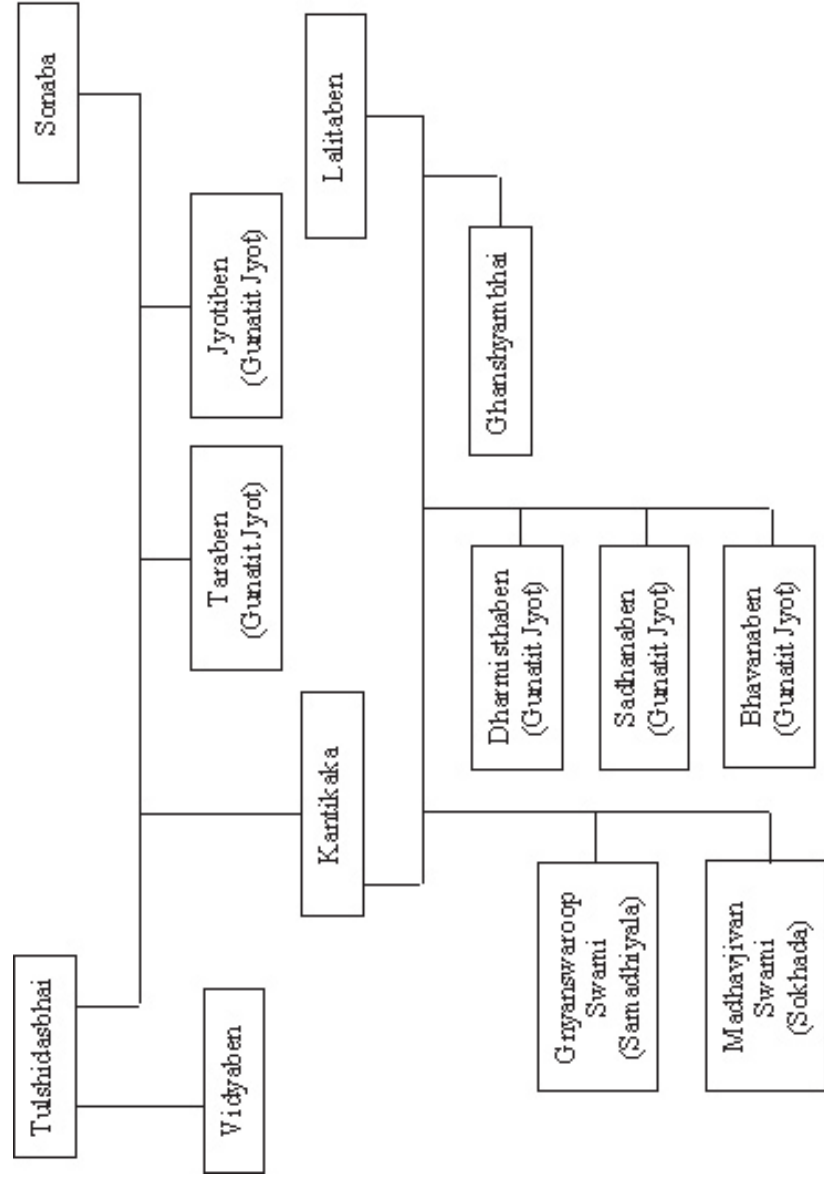 Tulshidasbhai
Sonaba
Vidyaben
Kantikaka
Taraben
(Gunatit Jyot)
Jyotiben
(Gunatit Jyot)
Lalitaben
Gnyanswaroop
Swami
(Samadhiyala)
Madhavjivan
Swami
(Sokhada)
Dharmisthaben
(Gunatit Jyot)
Sadhanaben
(Gunatit Jyot)
Bhavanaben
(Gunatit Jyot)
Ghanshyambhai